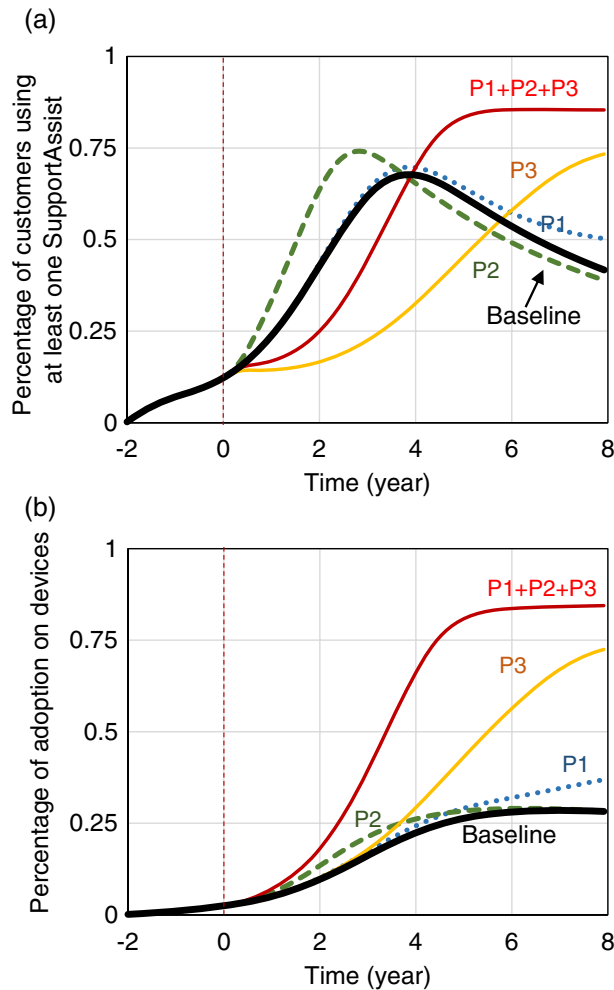 (a)
Percentage of customers using
at least one SupportAssist
1
0.75
0.5
0.25
0
-2
0
2
4
6
8
Time (year)
P1+P2+P3
P3
P1
P2
Baseline
(b)
Percentage of adoption on devices
1
0.75
0.5
0.25
0
-2
0
2
4
6
8
Time (year)
P1+P2+P3
P3
P1
P2
Baseline